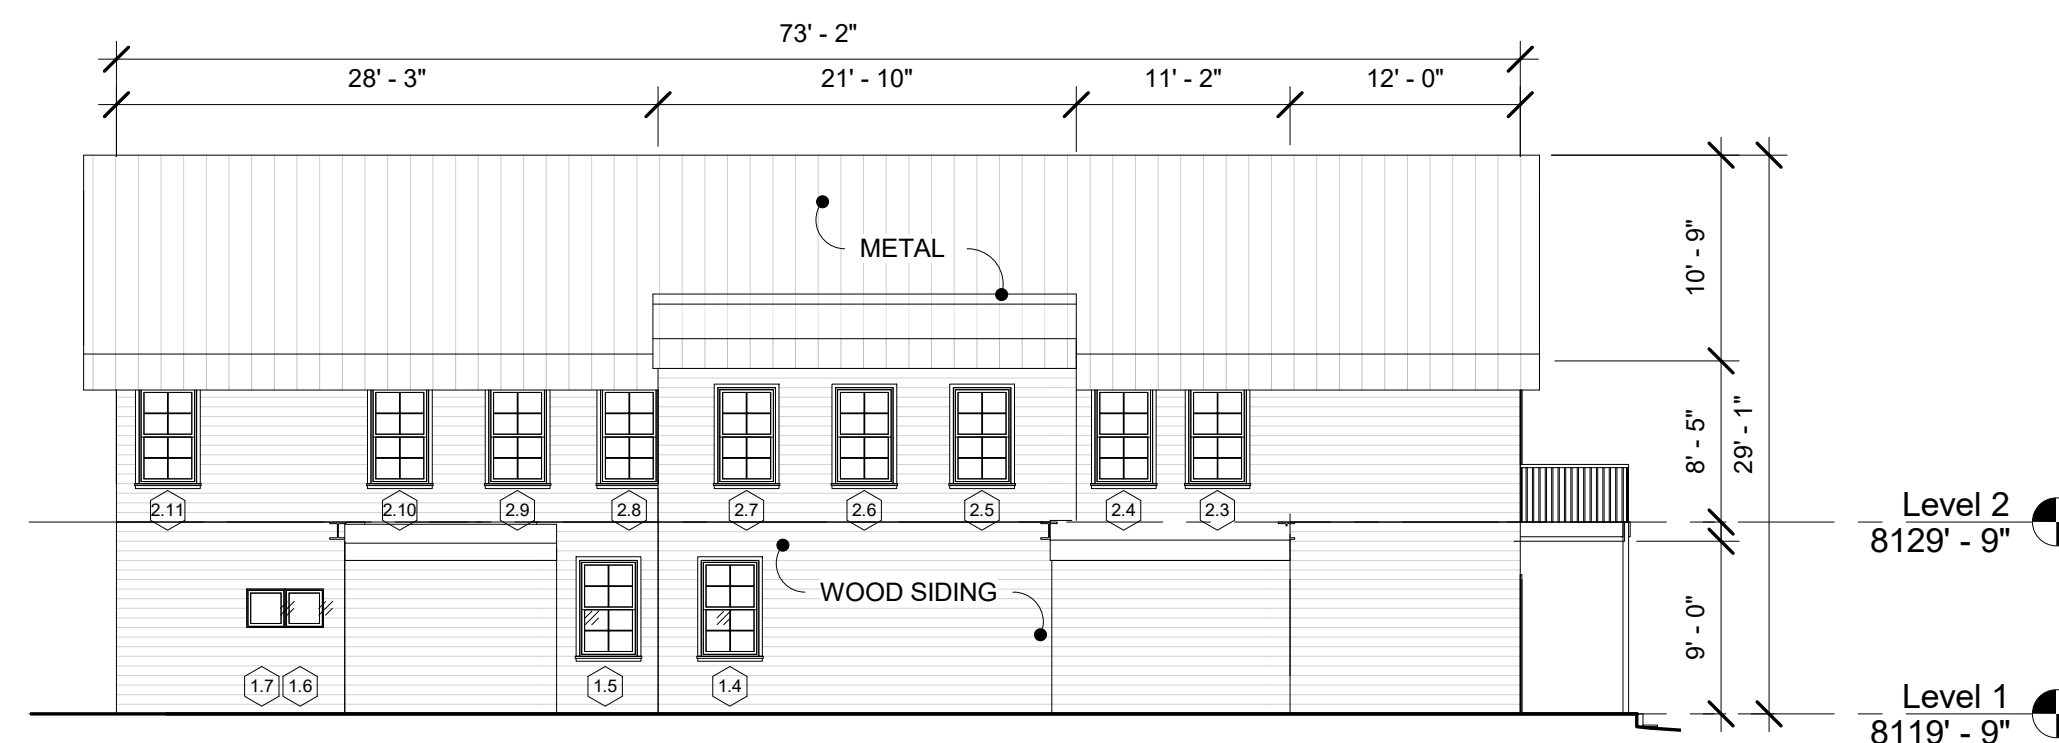 73' - 2"
28' - 3"
21' - 10"
11' - 2"
12' - 0"
METAL
10' - 9"
8' - 5"
29' - 1"
2.11
2.10
2.9
2.8
2.7
2.6
2.5
2.4
2.3
Level 2
8129' - 9"
WOOD SIDING
9' - 0"
1.7
1.6
1.5
1.4
Level 1
8119' - 9"